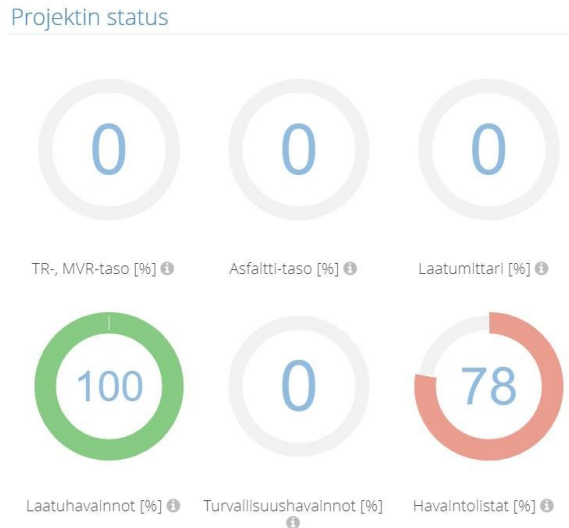 Projektin status
0
0
0
TR-, MVR-taso [%]
Asfaltti-taso [%]
Laatumittari [%]
100
0
78
Laatuhavainnot [%]
Turvallisuushavainnot [%]
Havaintolistat [%]